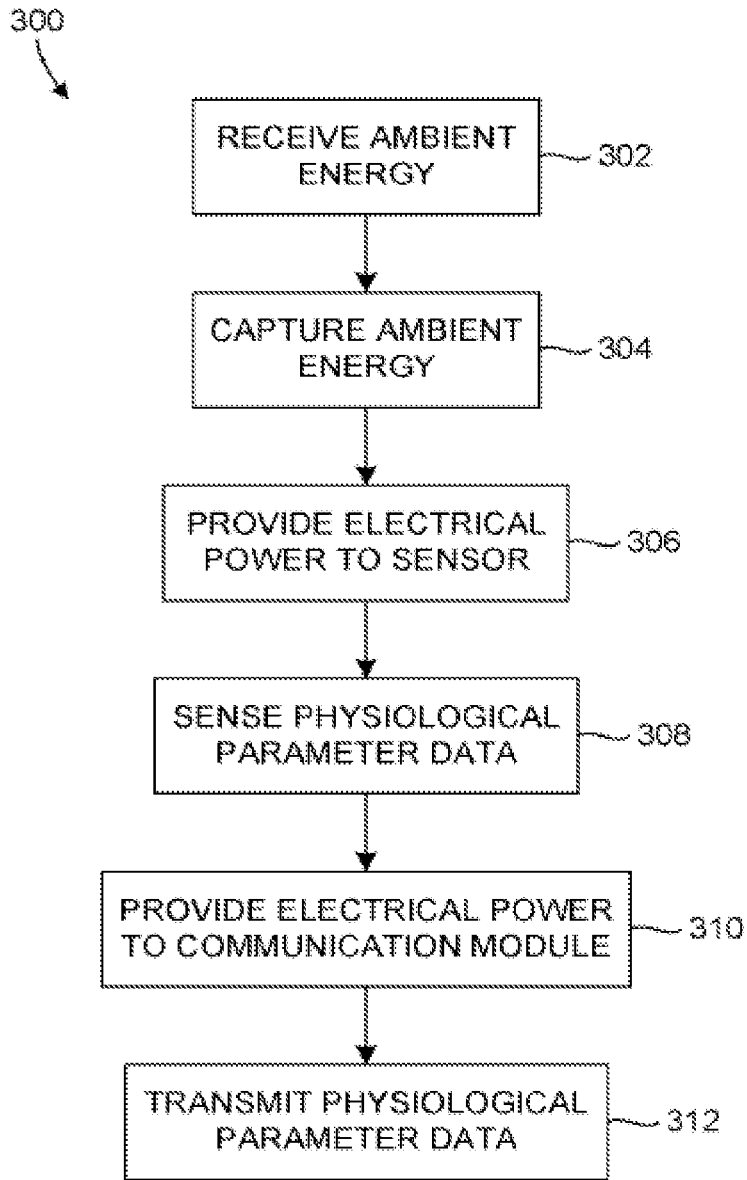 300
RECEIVE AMBIENT
ENERGY
302
CAPTURE AMBIENT
ENERGY
304
PROVIDE ELECTRICAL
POWER TO SENSOR
306
SENSE PHYSIOLOGICAL
PARAMETER DATA
308
PROVIDE ELECTRICAL POWER
TO COMMUNICATION MODULE
310
TRANSMIT PHYSIOLOGICAL
PARAMETER DATA
312